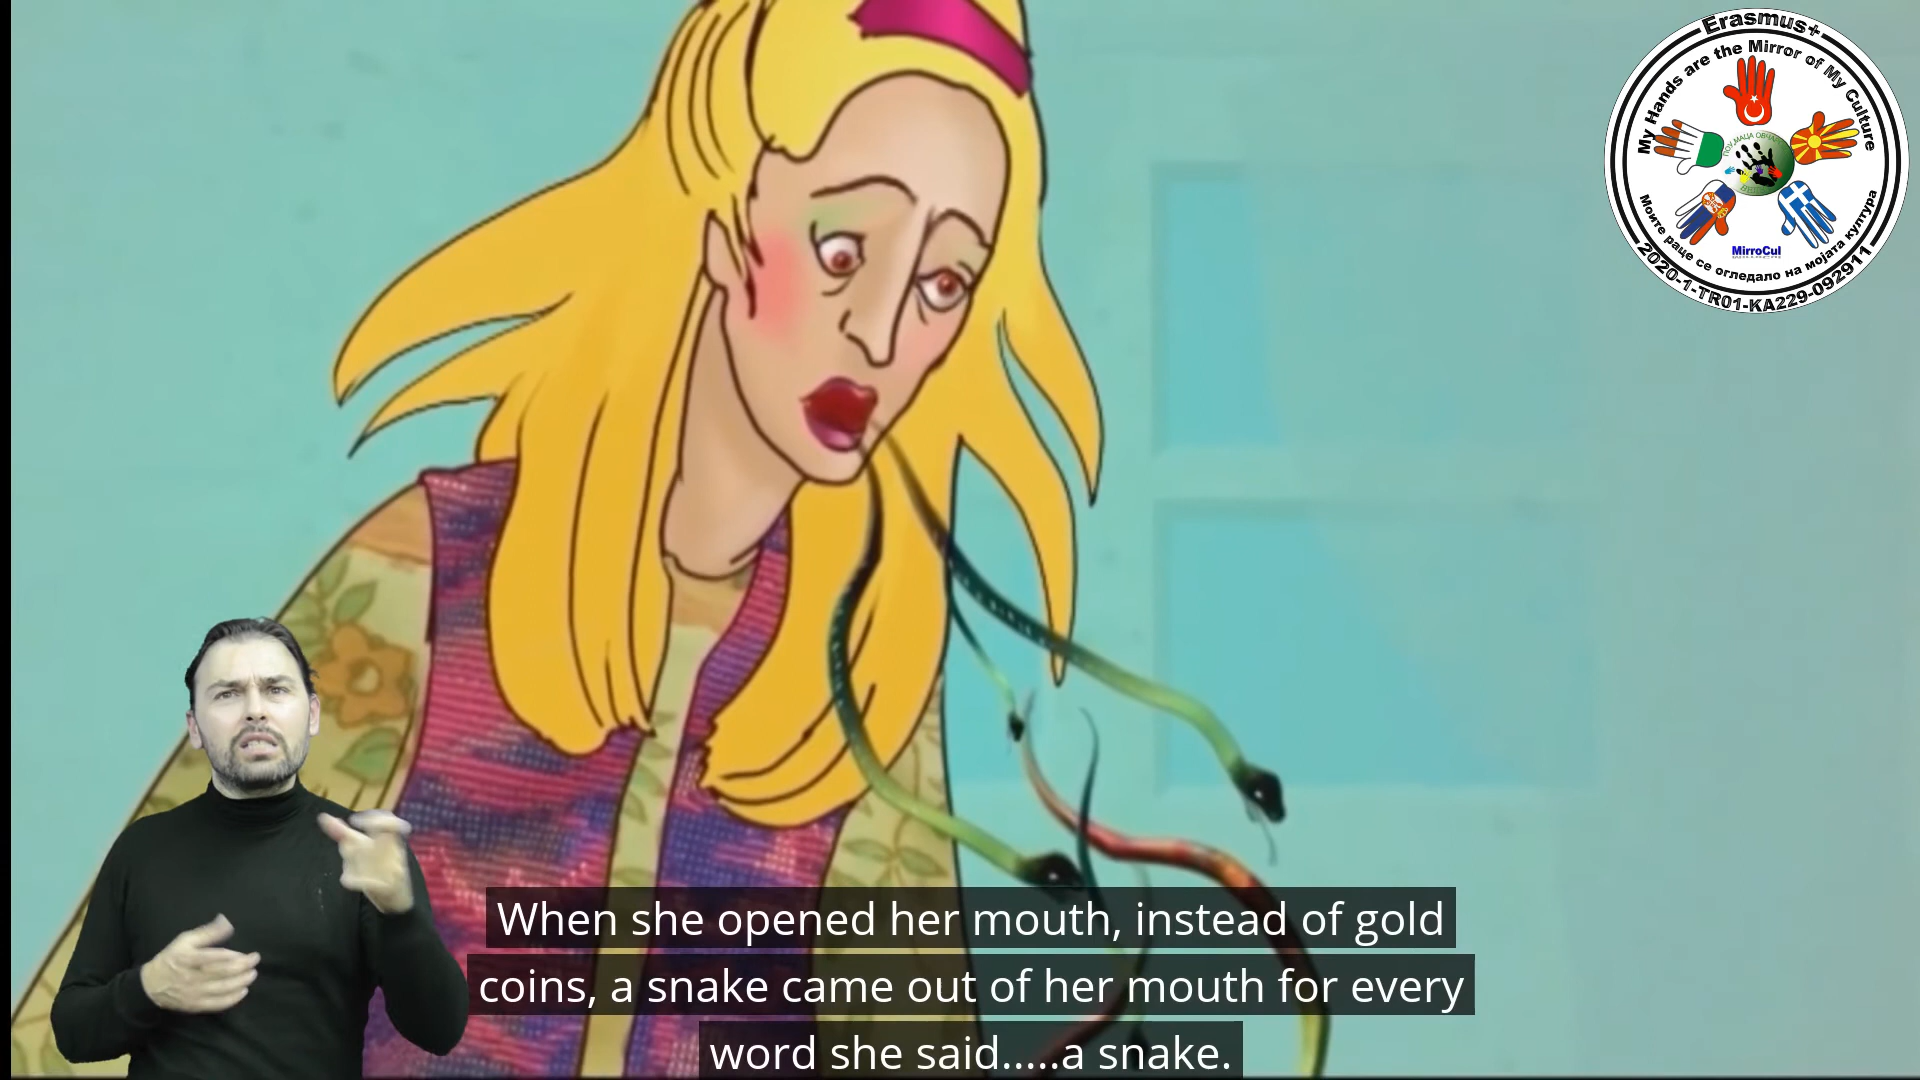 Erasmus+
My Hands are the Mirror of My Culture
MirroCul
Моите раце се огледало на мојата култура
2020-1-TR01-KA229-092911
When she opened her mouth, instead of gold
coins, a snake came out of her mouth for every
word she said.....a snake.